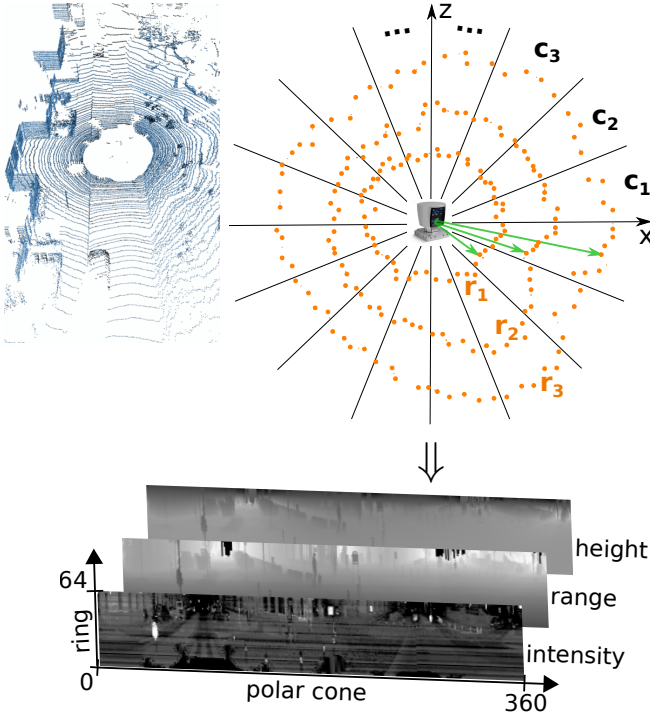 z
...
...
c3
c2
c1
x
r1
r2
r3
height
64
range
ring
intensity
0
polar cone
360